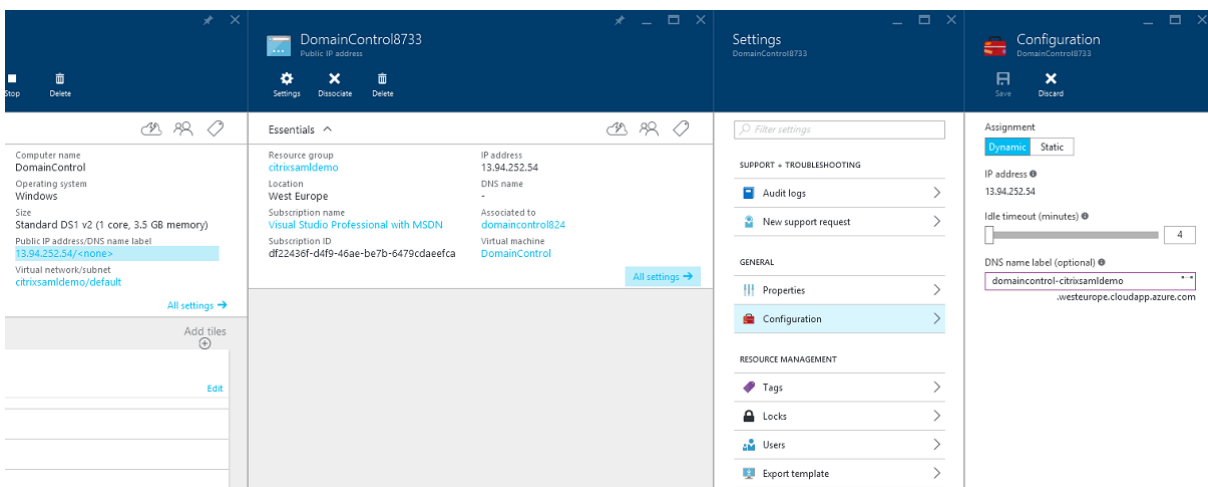 Stop
Delete
Computer name
DomainControl
Operating system
Windows
Size
Standard DS1 v2 (1 core, 3.5 GB memory)
Public IP address/DNS name label
13.94.252.54/<none>
Virtual network/subnet
citrixsamldemo/default
All settings →
Add tiles
Edit
DomainControl8733
Public IP address
Settings
Dissociate
Delete
Essentials
Resource group
citrixsamldemo
Location
West Europe
Subscription name
Visual Studio Professional with MSDN
Subscription ID
df22436f-d4f9-46ae-be7b-6479cdaeefca
IP address
13.94.252.54
DNS name
-
Associated to
domaincontrol824
Virtual machine
DomainControl
All settings →
Settings
DomainControl8733
Filter settings
SUPPORT + TROUBLESHOOTING
Audit logs
New support request
GENERAL
Properties
Configuration
RESOURCE MANAGEMENT
Tags
Locks
Users
Export template
Configuration
DomainControl8733
Save
Discard
Assignment
Dynamic
Static
IP address
13.94.252.54
Idle timeout (minutes)
4
DNS name label (optional)
domaincontrol-citrixsamldemo
.westeurope.cloudapp.azure.com